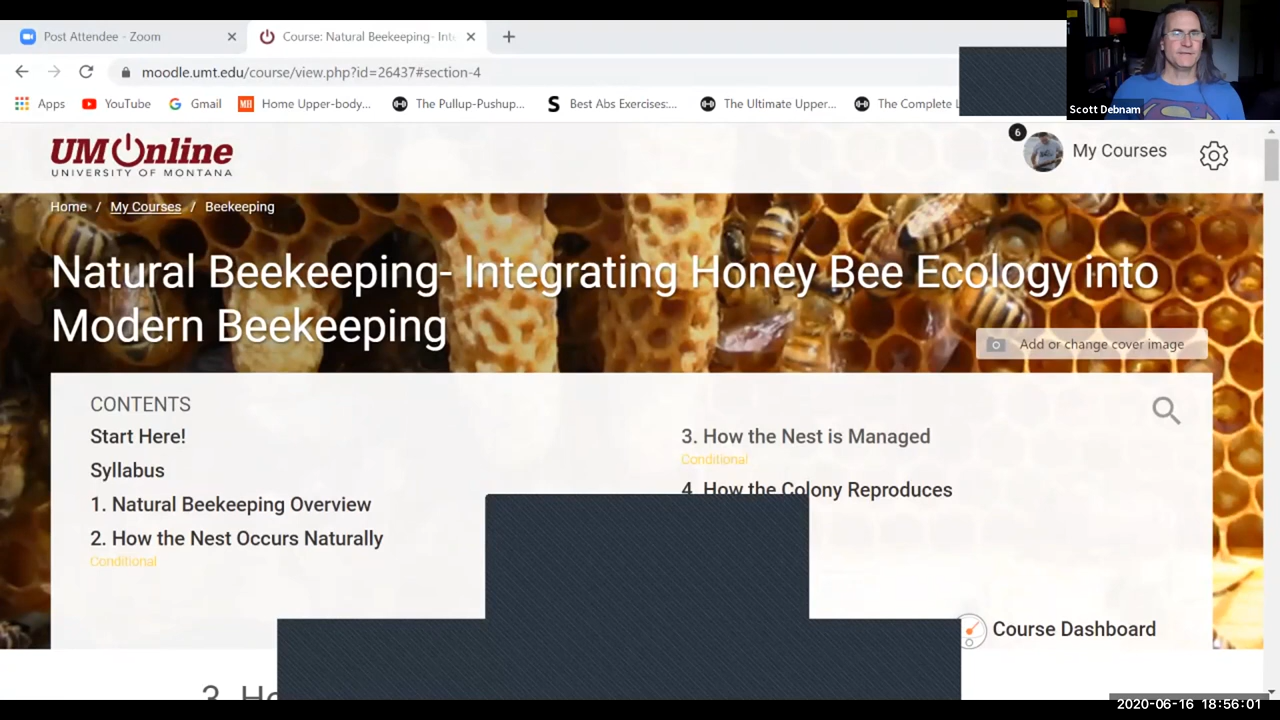 Post Attendee - Zoom
Course: Natural Beekeeping- Int
moodle.umt.edu/course/view.php?id=26437#section-4
Apps
YouTube
Gmail
Home Upper-body...
The Pullup-Pushup...
Best Abs Exercises:...
The Ultimate Upper...
The Complete L
Scott Debnam
UM Online
UNIVERSITY OF MONTANA
6
My Courses
Home / My Courses / Beekeeping
Natural Beekeeping- Integrating Honey Bee Ecology into
Modern Beekeeping
Add or change cover image
CONTENTS
Start Here!
Syllabus
1. Natural Beekeeping Overview
2. How the Nest Occurs Naturally
Conditional
3. How the Nest is Managed
Conditional
4. How the Colony Reproduces
Course Dashboard
3. Ho
2020-06-16 18:56:01